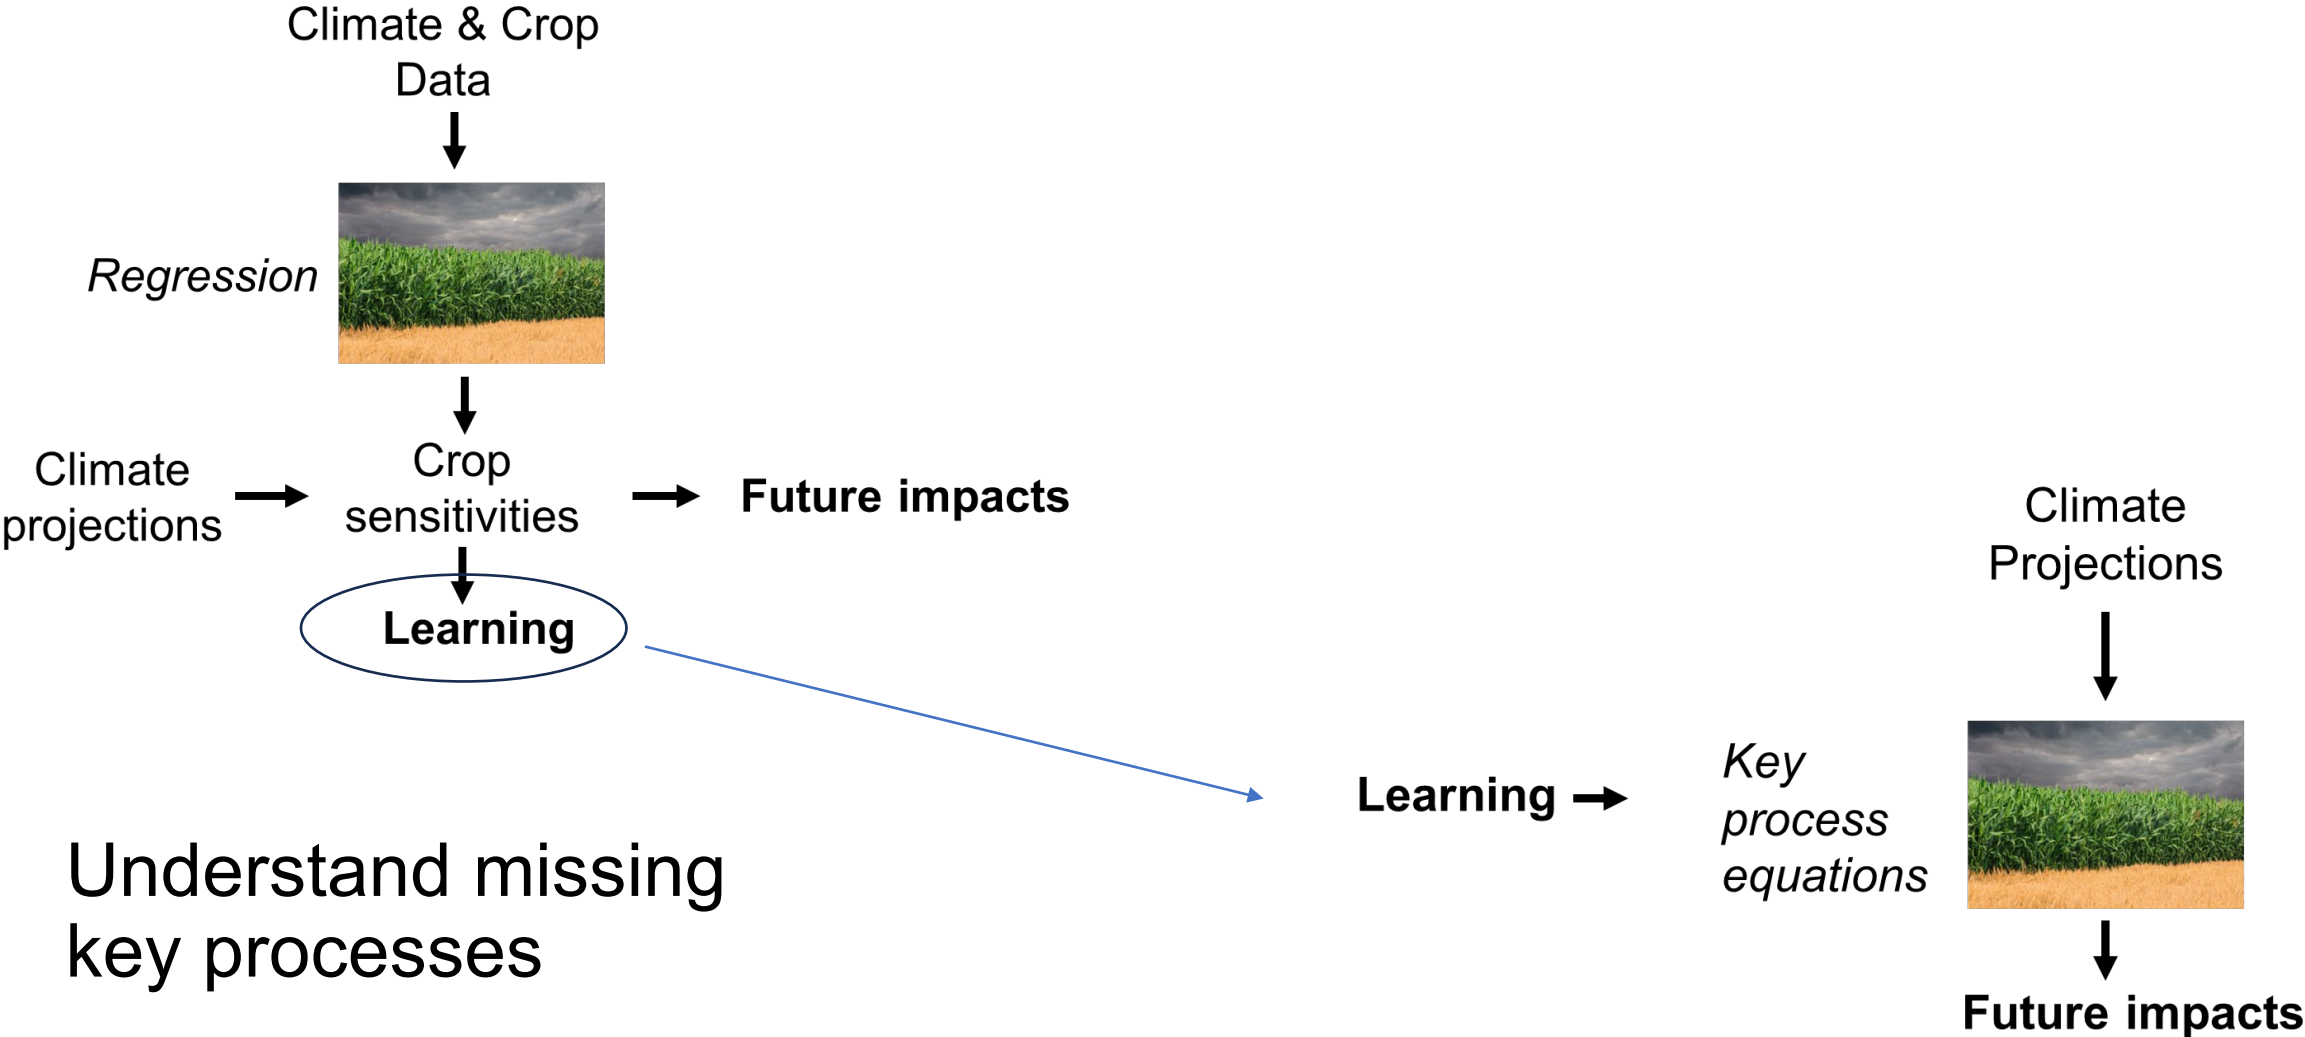 Climate & Crop
Data
Regression
Climate
projections
Crop
sensitivities
Future impacts
Learning
Understand missing
key processes
Learning
Key
process
equations
Climate
Projections
Future impacts